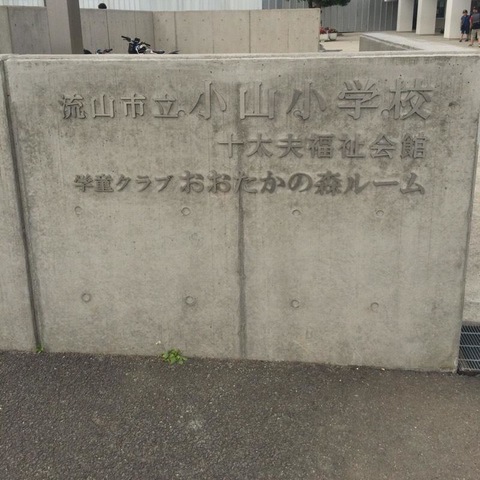 流山市立小山小学校
十太夫福祉会館
学童クラブ おおたかの森ルーム